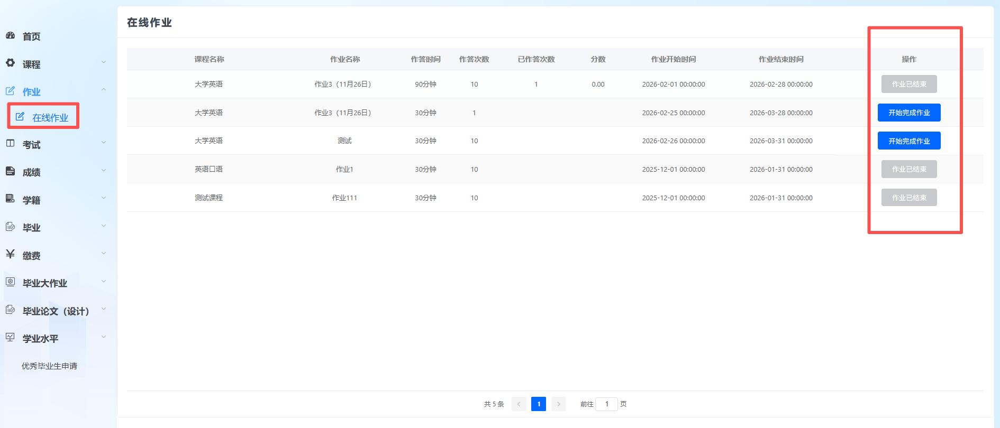 首页
课程
作业
在线作业
考试
成绩
学籍
毕业
缴费
毕业大作业
毕业论文（设计）
学业水平
优秀毕业生申请
在线作业
课程名称 作业名称 作答时间 作答次数 已作答次数 分数 作业开始时间 作业结束时间 操作
大学英语 作业3（11月26日） 90分钟 10 1 0.00 2026-02-01 00:00:00 2026-02-28 00:00:00 作业已结束
大学英语 作业3（11月26日） 30分钟 1 2026-02-25 00:00:00 2026-03-28 00:00:00 开始完成作业
大学英语 测试 30分钟 10 2026-02-26 00:00:00 2026-03-31 00:00:00 开始完成作业
英语口语 作业1 30分钟 10 2025-12-01 00:00:00 2026-01-31 00:00:00 作业已结束
测试课程 作业111 30分钟 10 2025-12-01 00:00:00 2026-01-31 00:00:00 作业已结束
共 5 条 1 前往 1 页